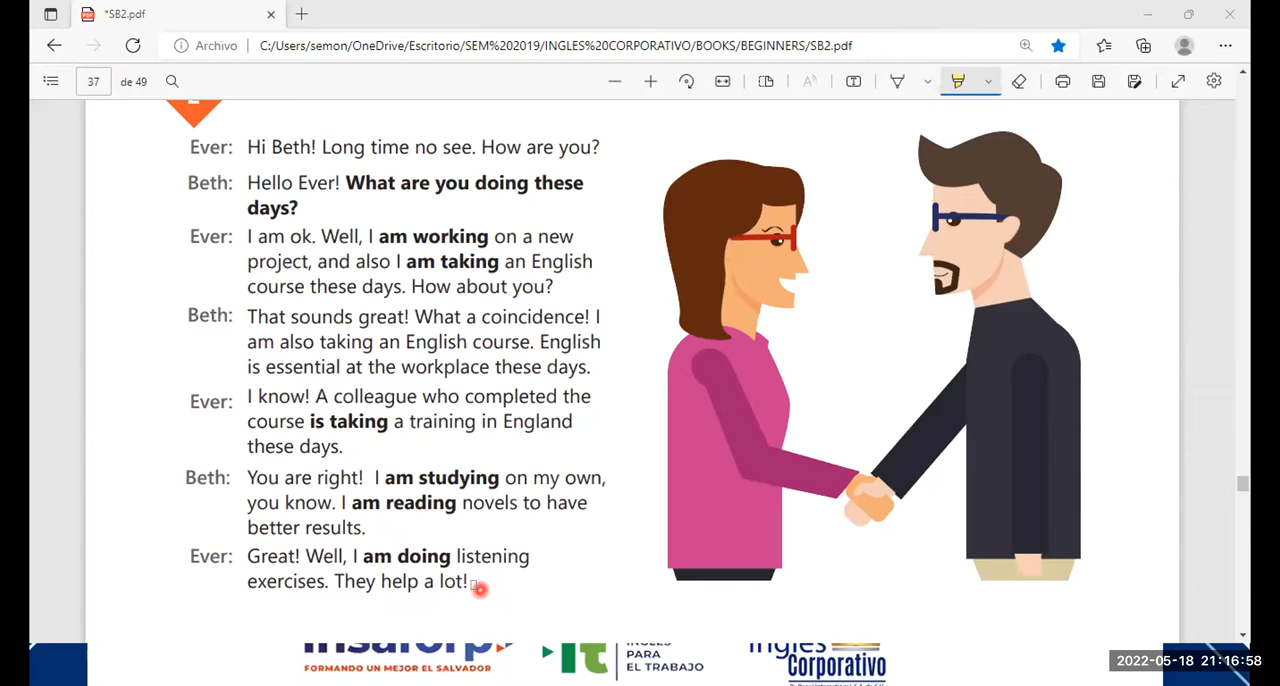 *SB2.pdf
Archivo C:/Users/semon/OneDrive/Escritorio/SEM%202019/INGLES%20CORPORATIVO/BOOKS/BEGINNERS/SB2.pdf
37 de 49
Ever: Hi Beth! Long time no see. How are you?
Beth: Hello Ever! What are you doing these
days?
Ever: I am ok. Well, I am working on a new
project, and also I am taking an English
course these days. How about you?
Beth: That sounds great! What a coincidence! I
am also taking an English course. English
is essential at the workplace these days.
Ever: I know! A colleague who completed the
course is taking a training in England
these days.
Beth: You are right! I am studying on my own,
you know. I am reading novels to have
better results.
Ever: Great! Well, I am doing listening
exercises. They help a lot!
insaforp
FORMANDO UN MEJOR EL SALVADOR
it
INGLÉS
PARA
EL TRABAJO
Inglés
Corporativo
2022-05-18 21:16:58